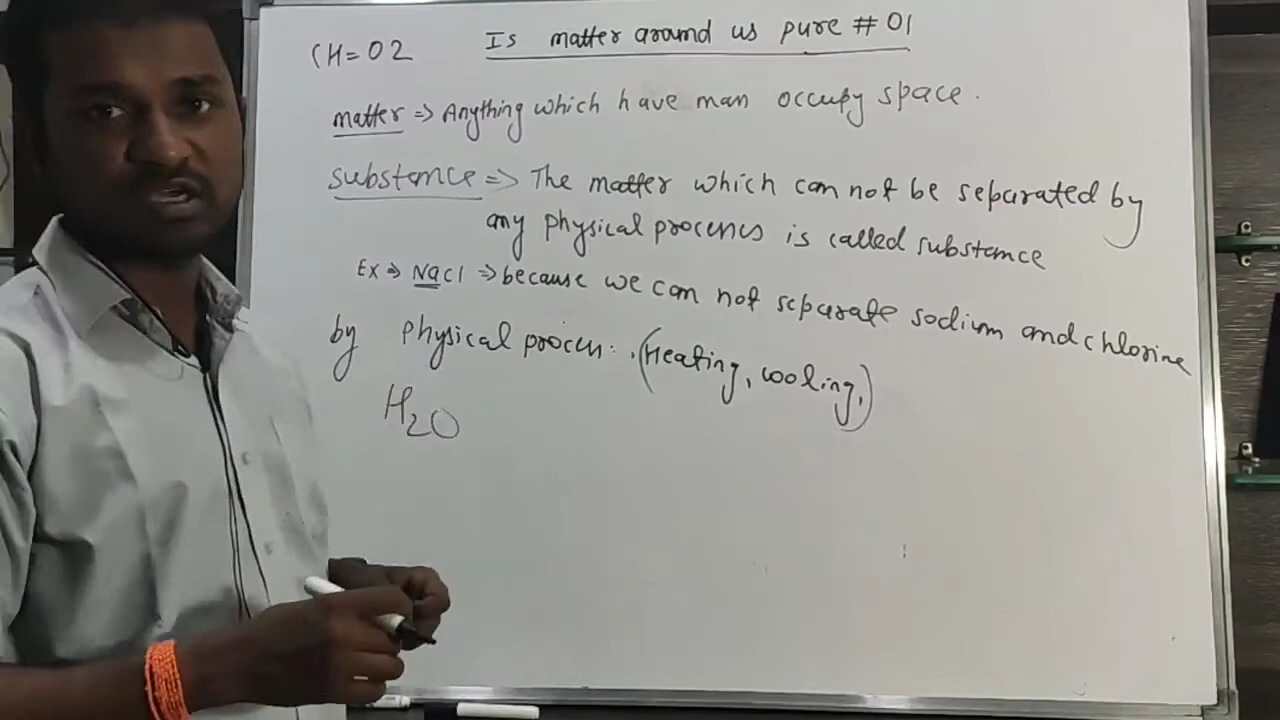 CH=02 Is matter around us pure # 01
matter => Anything which have mass occupy space.
substance => The matter which can not be separated by
any physical process is called substance
Ex => NaCl => because we can not separate sodium and chlorine
by physical process: (Heating, cooling,)
H2O